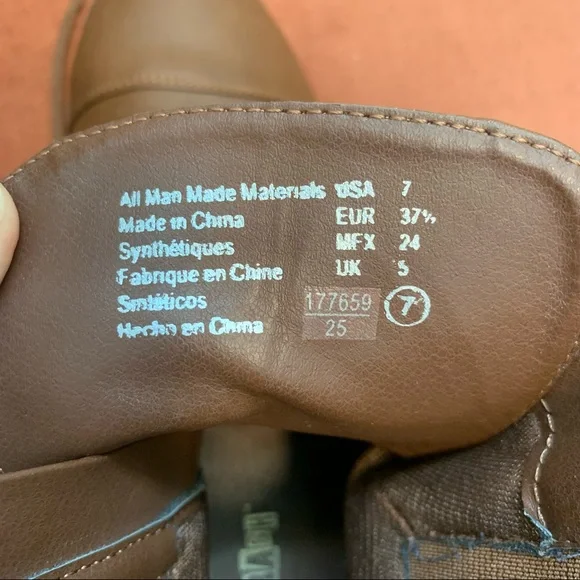 All Man Made Materials USA 7
Made in China EUR 37½
Synthétiques MEX 24
Fabrique en Chine UK 5
Sintéticos 177659 7
Hecho en China 25